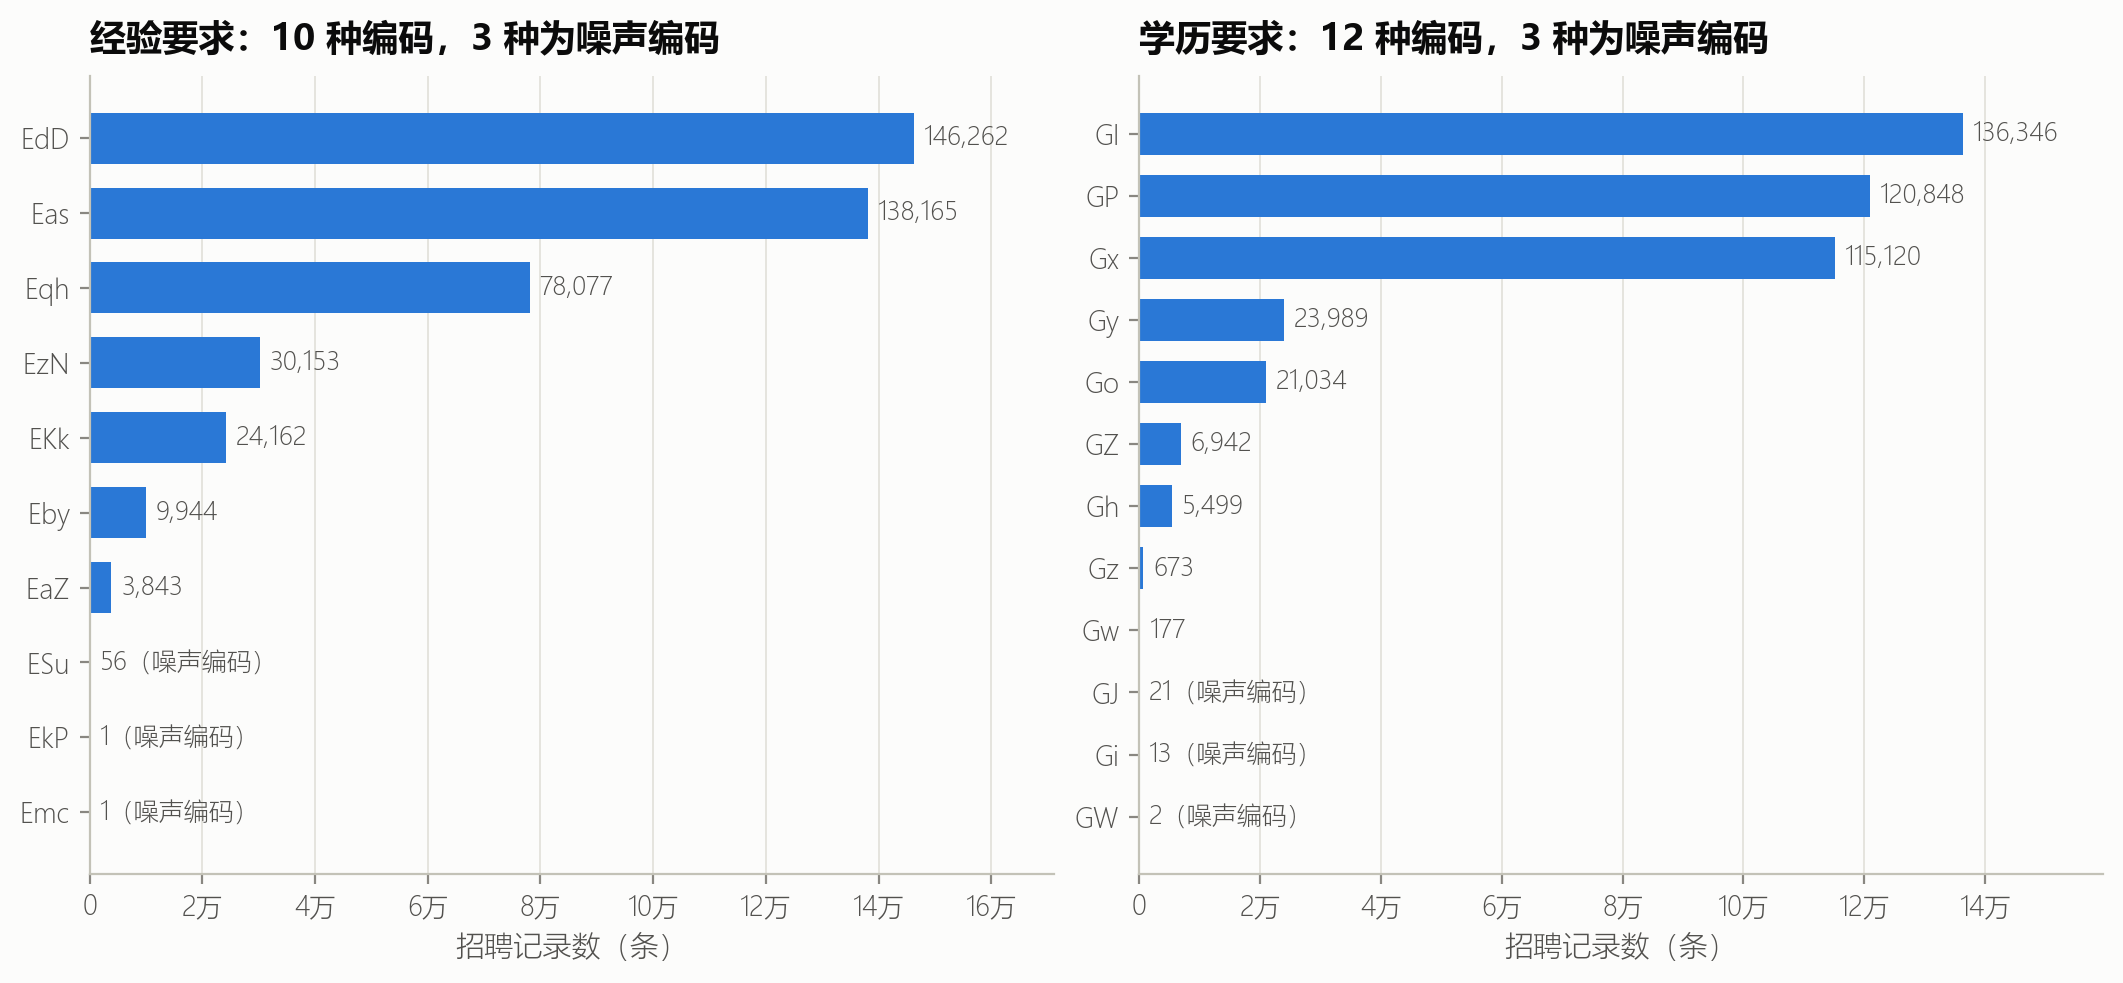 经验要求：10 种编码，3 种为噪声编码
EdD 146,262
Eas 138,165
Eqh 78,077
EzN 30,153
EKk 24,162
Eby 9,944
EaZ 3,843
ESu 56（噪声编码）
EkP 1（噪声编码）
Emc 1（噪声编码）
0 2万 4万 6万 8万 10万 12万 14万 16万
招聘记录数（条）
学历要求：12 种编码，3 种为噪声编码
Gl 136,346
GP 120,848
Gx 115,120
Gy 23,989
Go 21,034
GZ 6,942
Gh 5,499
Gz 673
Gw 177
GJ 21（噪声编码）
Gi 13（噪声编码）
GW 2（噪声编码）
0 2万 4万 6万 8万 10万 12万 14万
招聘记录数（条）